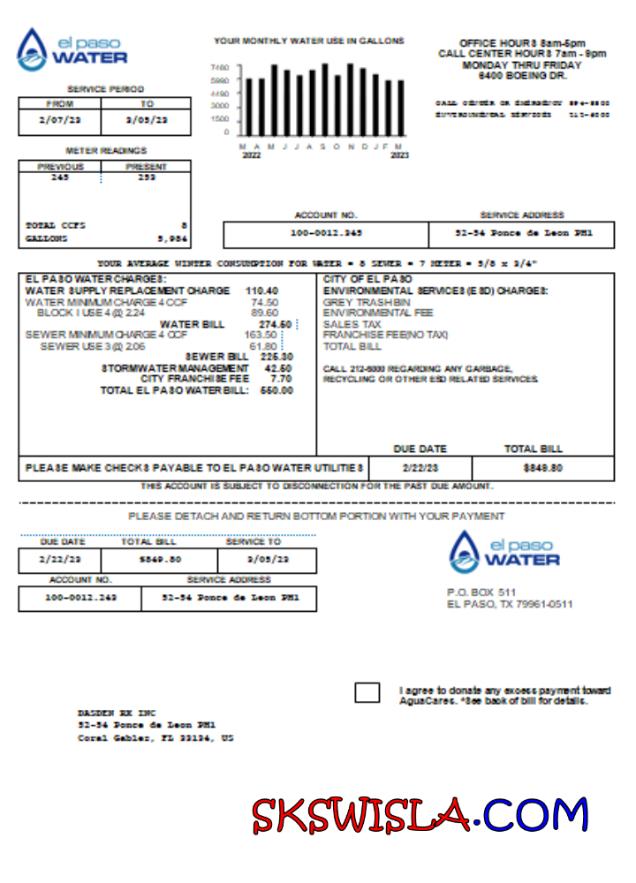 el paso
WATER
YOUR MONTHLY WATER USE IN GALLONS
OFFICE HOURS 8am-5pm
CALL CENTER HOURS 7am - 9pm
MONDAY THRU FRIDAY
6400 BOEING DR.
SERVICE PERIOD
FROM TO
2/07/23 3/05/23
CALL CENTER OR EMERGENCY
ENVIRONMENTAL SERVICES 212-6000
7460
5990
4490
3000
1500
0
M A M J J A S O N D J F M
2022 2023
METER READINGS
PREVIOUS PRESENT
245 253
TOTAL CCFS 8
GALLONS 5,984
ACCOUNT NO. SERVICE ADDRESS
100-0012.345 52-54 Ponce de Leon PH1
YOUR AVERAGE WINTER CONSUMPTION FOR WATER = 8 SEWER = 7 METER = 5/8 x 3/4"
EL PASO WATER CHARGES:
WATER SUPPLY REPLACEMENT CHARGE 110.40
WATER MINIMUM CHARGE 4 CCF 74.50
BLOCK I USE 4 @ 2.24 89.60
WATER BILL 274.50
SEWER MINIMUM CHARGE 4 CCF 163.50
SEWER USE 3 @ 2.06 61.80
SEWER BILL 225.30
STORMWATER MANAGEMENT 42.50
CITY FRANCHISE FEE 7.70
TOTAL EL PASO WATER BILL: 550.00
CITY OF EL PASO
ENVIRONMENTAL SERVICES (ESD) CHARGES:
GREY TRASH BIN
ENVIRONMENTAL FEE
SALES TAX
FRANCHISE FEE(NO TAX)
TOTAL BILL
CALL 212-6000 REGARDING ANY GARBAGE,
RECYCLING OR OTHER ESD RELATED SERVICES.
DUE DATE TOTAL BILL
PLEASE MAKE CHECKS PAYABLE TO EL PASO WATER UTILITIES 2/22/23 $849.80
THIS ACCOUNT IS SUBJECT TO DISCONNECTION FOR THE PAST DUE AMOUNT.
PLEASE DETACH AND RETURN BOTTOM PORTION WITH YOUR PAYMENT
DUE DATE TOTAL BILL SERVICE TO
2/22/23 $849.80 3/05/23
ACCOUNT NO. SERVICE ADDRESS
100-0012.243 52-54 Ponce de Leon PH1
el paso
WATER
P.O. BOX 511
EL PASO, TX 79961-0511
I agree to donate any excess payment toward
AguaCares. *See back of bill for details.
DASDEN RX INC
52-54 Ponce de Leon PH1
Coral Gables, FL 33134, US
SKSWISLA.COM